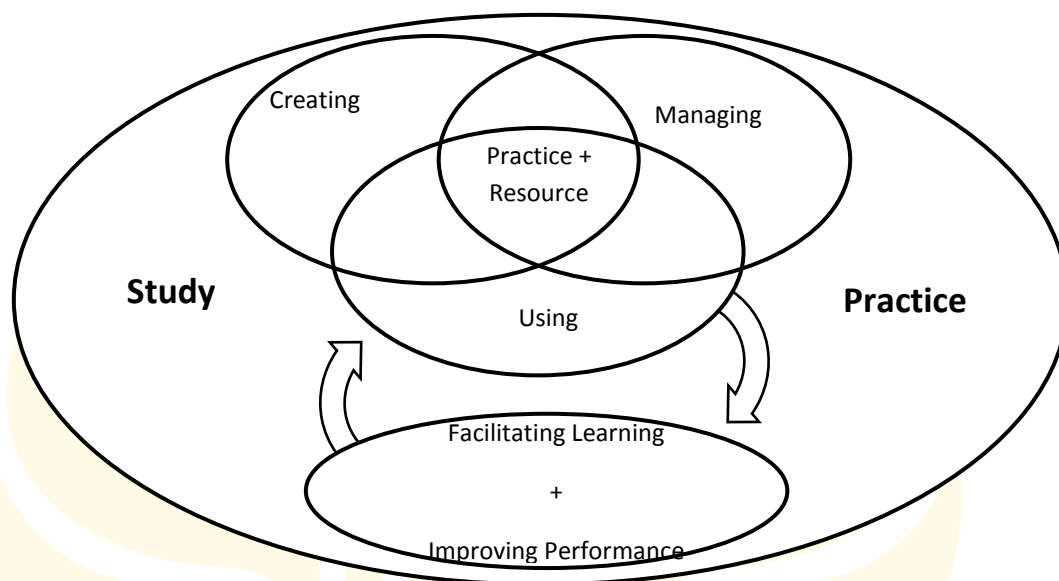 Creating
Managing
Practice +
Resource
Study
Practice
Using
Facilitating Learning
+
Improving Performance